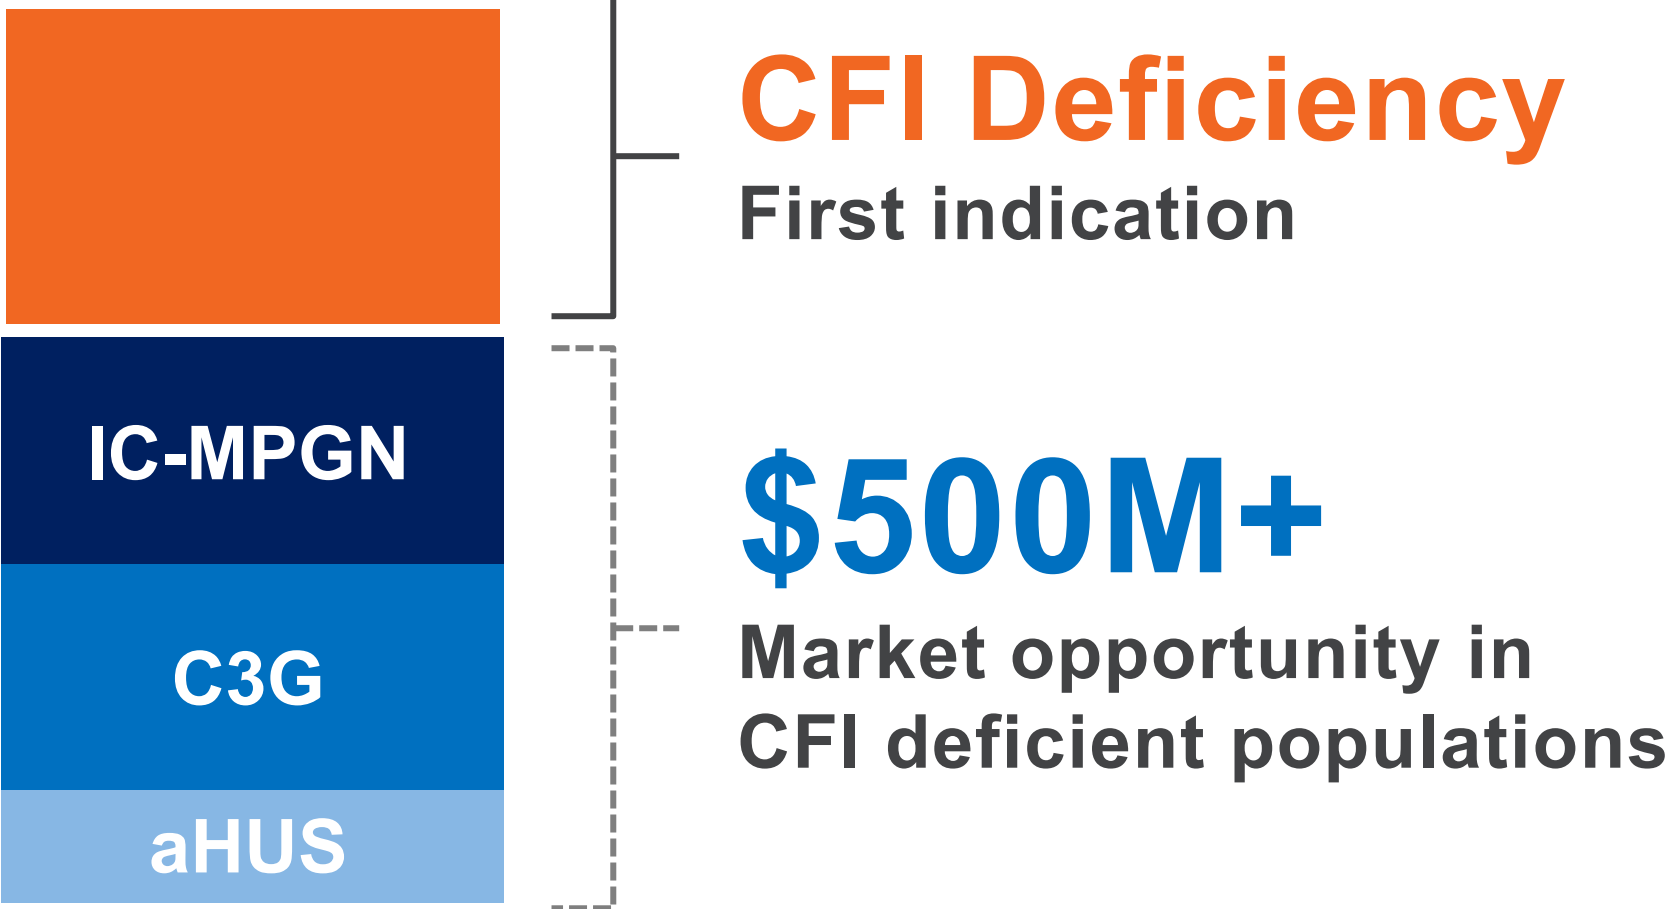 CFI Deficiency
First indication
IC-MPGN
C3G
aHUS
$500M+
Market opportunity in
CFI deficient populations